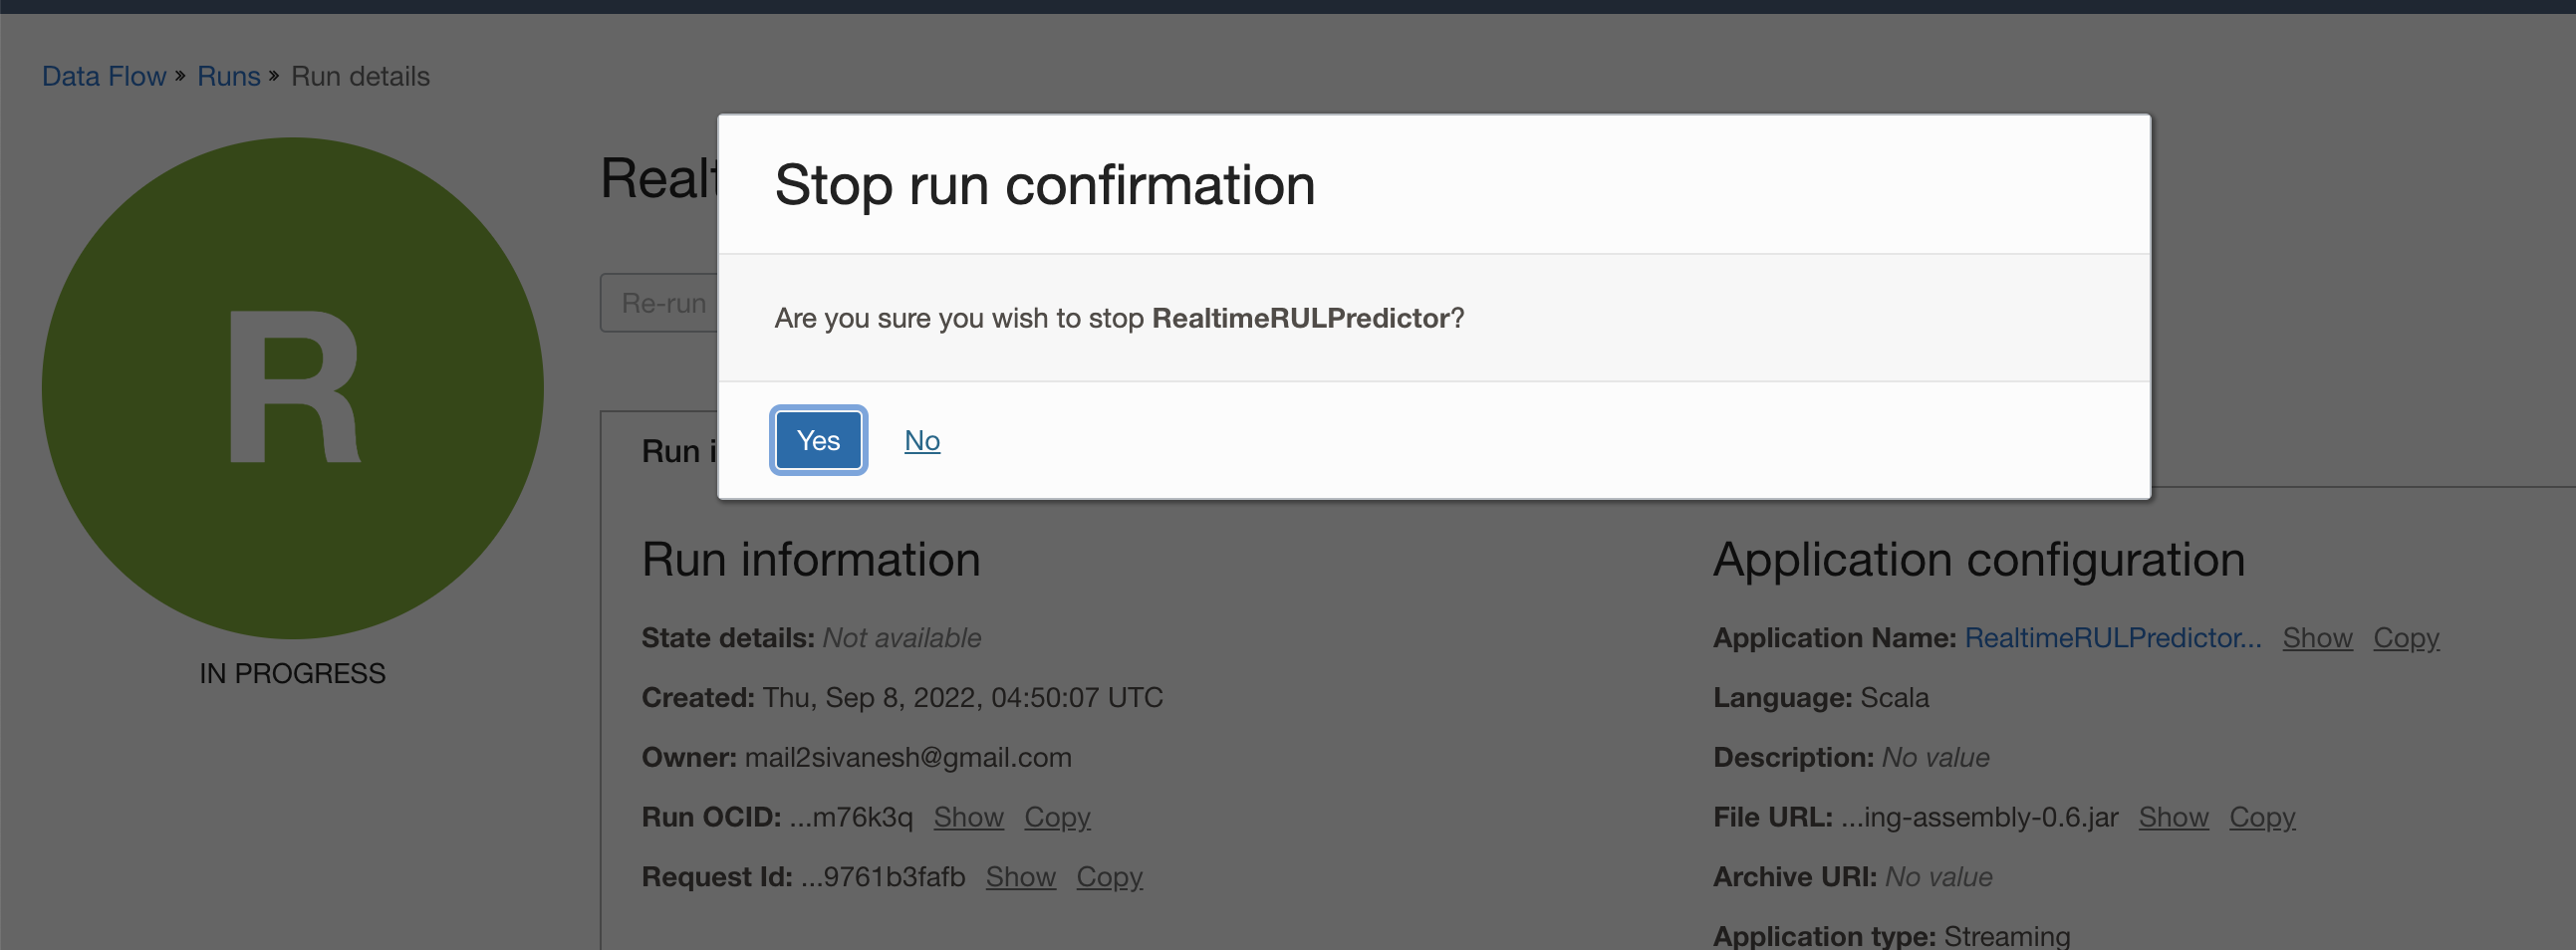 Data Flow » Runs » Run details
R
IN PROGRESS
Stop run confirmation
Are you sure you wish to stop RealtimeRULPredictor?
Yes No
Re-run
Run information
State details: Not available
Created: Thu, Sep 8, 2022, 04:50:07 UTC
Owner: mail2sivanesh@gmail.com
Run OCID: ...m76k3q Show Copy
Request Id: ...9761b3fafb Show Copy
Application configuration
Application Name: RealtimeRULPredictor... Show Copy
Language: Scala
Description: No value
File URL: ...ing-assembly-0.6.jar Show Copy
Archive URI: No value
Application type: Streaming